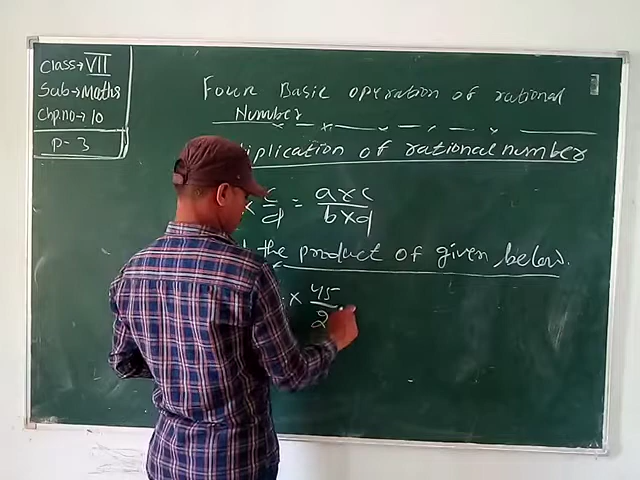 Class→VII
Sub→Maths
Chp.no→10
P-3
Four Basic operation of rational
Number
iplication of rational number
× c/d = a×c/b×d
the product of given below.
× 45/2